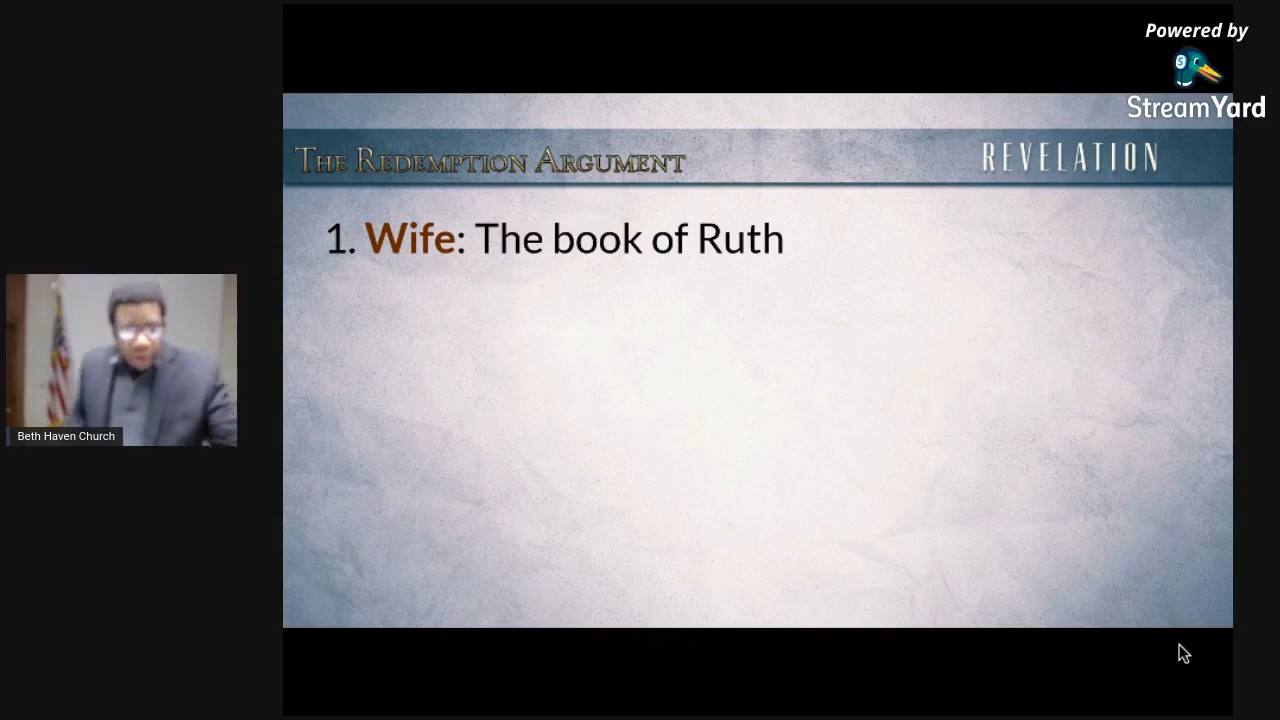 Powered by
StreamYard
THE REDEMPTION ARGUMENT
REVELATION
1. Wife: The book of Ruth
Beth Haven Church